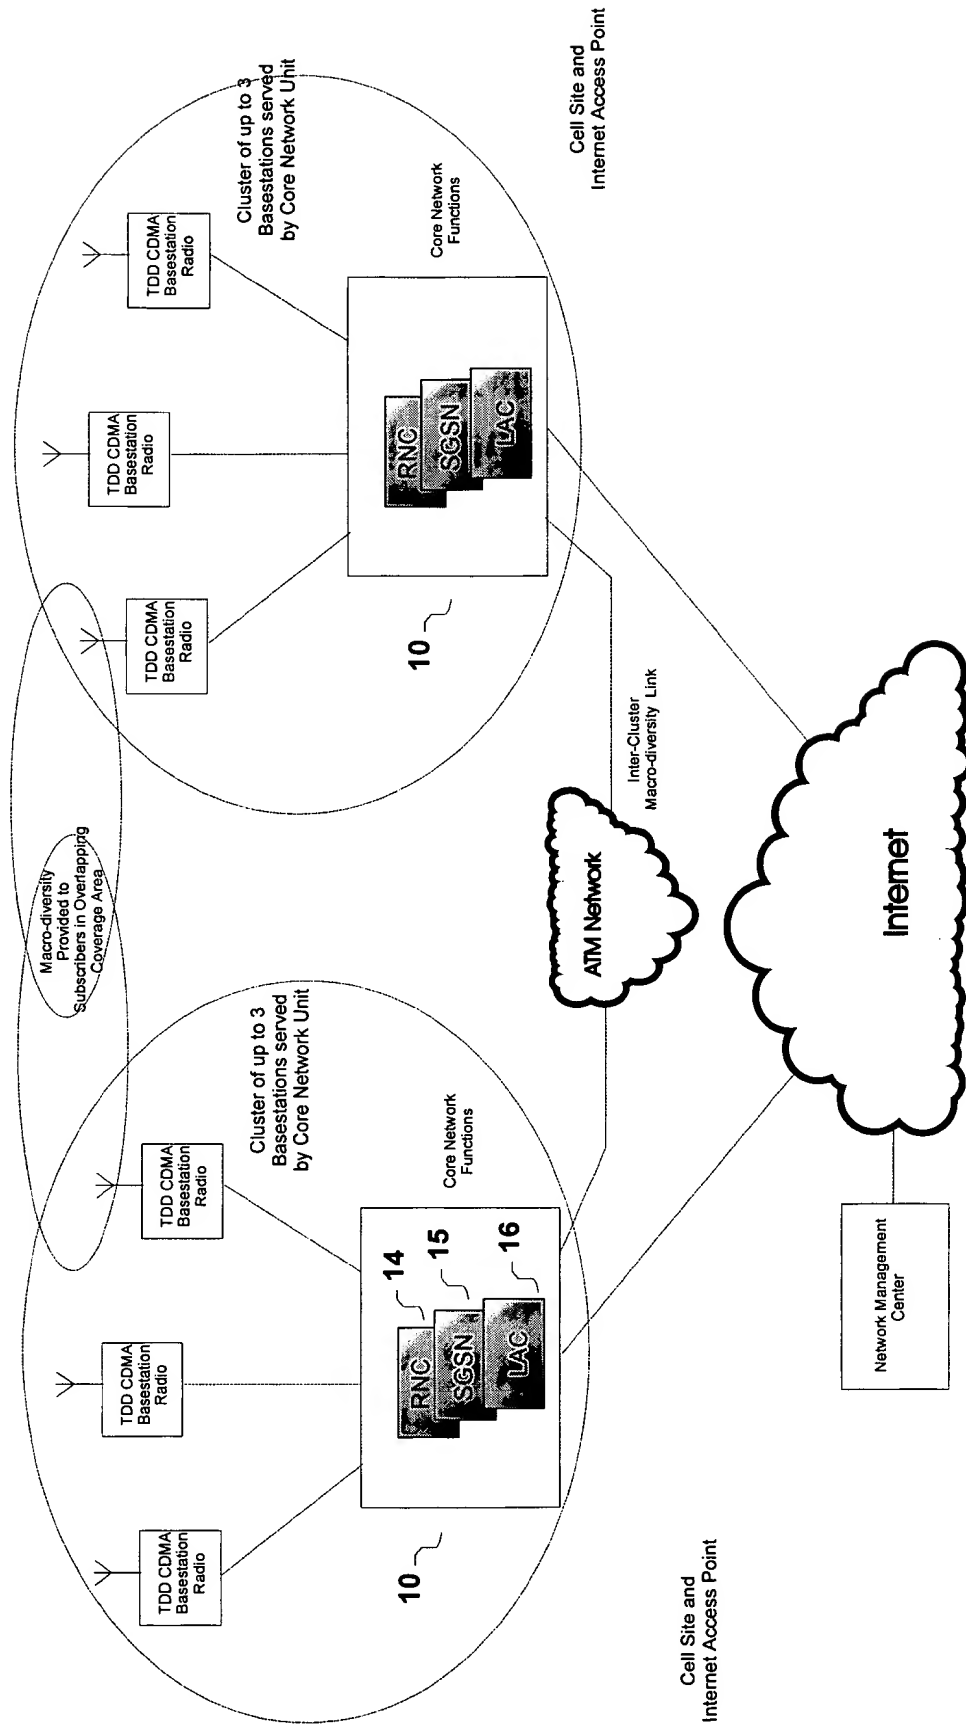 Macro-diversity
Provided to
Subscribers in Overlapping
Coverage Area
TDD CDMA
Basestation
Radio
TDD CDMA
Basestation
Radio
TDD CDMA
Basestation
Radio
Cluster of up to 3
Basestations served
by Core Network Unit
Core Network
Functions
RNC
SGSN
LAC
14
15
16
10
Cell Site and
Internet Access Point
TDD CDMA
Basestation
Radio
TDD CDMA
Basestation
Radio
TDD CDMA
Basestation
Radio
Cluster of up to 3
Basestations served
by Core Network Unit
Core Network
Functions
RNC
SGSN
LAC
10
Cell Site and
Internet Access Point
ATM Network
Inter-Cluster
Macro-diversity Link
Internet
Network Management
Center